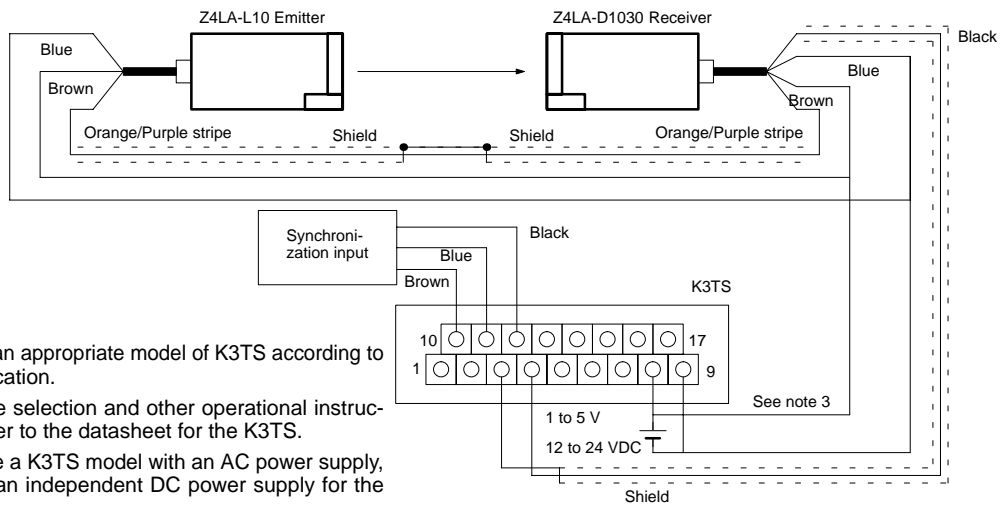 Z4LA-L10 Emitter
Z4LA-D1030 Receiver
Black
Blue
Blue
Brown
Brown
Orange/Purple stripe
Shield
Shield
Orange/Purple stripe
Synchroni-
zation input
Black
Blue
Brown
K3TS
10
17
1
9
an appropriate model of K3TS according to
cation.
e selection and other operational instruc-
er to the datasheet for the K3TS.
e a K3TS model with an AC power supply,
an independent DC power supply for the
See note 3
1 to 5 V
12 to 24 VDC
Shield